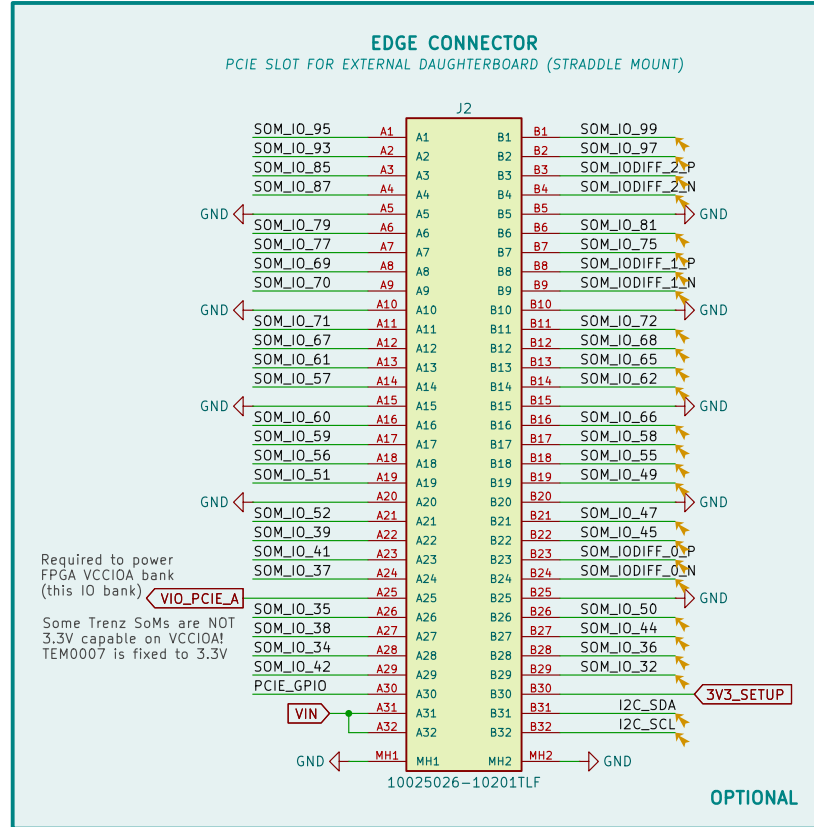 EDGE CONNECTOR
PCIE SLOT FOR EXTERNAL DAUGHTERBOARD (STRADDLE MOUNT)
J2
SOM_IO_95 A1 A1 B1 B1 SOM_IO_99
SOM_IO_93 A2 A2 B2 B2 SOM_IO_97
SOM_IO_85 A3 A3 B3 B3 SOM_IODIFF_2_P
SOM_IO_87 A4 A4 B4 B4 SOM_IODIFF_2_N
GND A5 A5 B5 B5 GND
SOM_IO_79 A6 A6 B6 B6 SOM_IO_81
SOM_IO_77 A7 A7 B7 B7 SOM_IO_75
SOM_IO_69 A8 A8 B8 B8 SOM_IODIFF_1_P
SOM_IO_70 A9 A9 B9 B9 SOM_IODIFF_1_N
GND A10 A10 B10 B10 GND
SOM_IO_71 A11 A11 B11 B11 SOM_IO_72
SOM_IO_67 A12 A12 B12 B12 SOM_IO_68
SOM_IO_61 A13 A13 B13 B13 SOM_IO_65
SOM_IO_57 A14 A14 B14 B14 SOM_IO_62
GND A15 A15 B15 B15 GND
SOM_IO_60 A16 A16 B16 B16 SOM_IO_66
SOM_IO_59 A17 A17 B17 B17 SOM_IO_58
SOM_IO_56 A18 A18 B18 B18 SOM_IO_55
SOM_IO_51 A19 A19 B19 B19 SOM_IO_49
GND A20 A20 B20 B20 GND
SOM_IO_52 A21 A21 B21 B21 SOM_IO_47
SOM_IO_39 A22 A22 B22 B22 SOM_IO_45
SOM_IO_41 A23 A23 B23 B23 SOM_IODIFF_0_P
SOM_IO_37 A24 A24 B24 B24 SOM_IODIFF_0_N
Required to power
FPGA VCCIOA bank
(this IO bank)
VIO_PCIE_A A25 A25 B25 B25 GND
SOM_IO_35 A26 A26 B26 B26 SOM_IO_50
SOM_IO_38 A27 A27 B27 B27 SOM_IO_44
SOM_IO_34 A28 A28 B28 B28 SOM_IO_36
SOM_IO_42 A29 A29 B29 B29 SOM_IO_32
Some Trenz SoMs are NOT
3.3V capable on VCCIOA!
TEM0007 is fixed to 3.3V
PCIE_GPIO A30 A30 B30 B30 3V3_SETUP
VIN A31 A31 B31 B31 I2C_SDA
A32 A32 B32 B32 I2C_SCL
GND MH1 MH1 MH2 MH2 GND
10025026-10201TLF
OPTIONAL